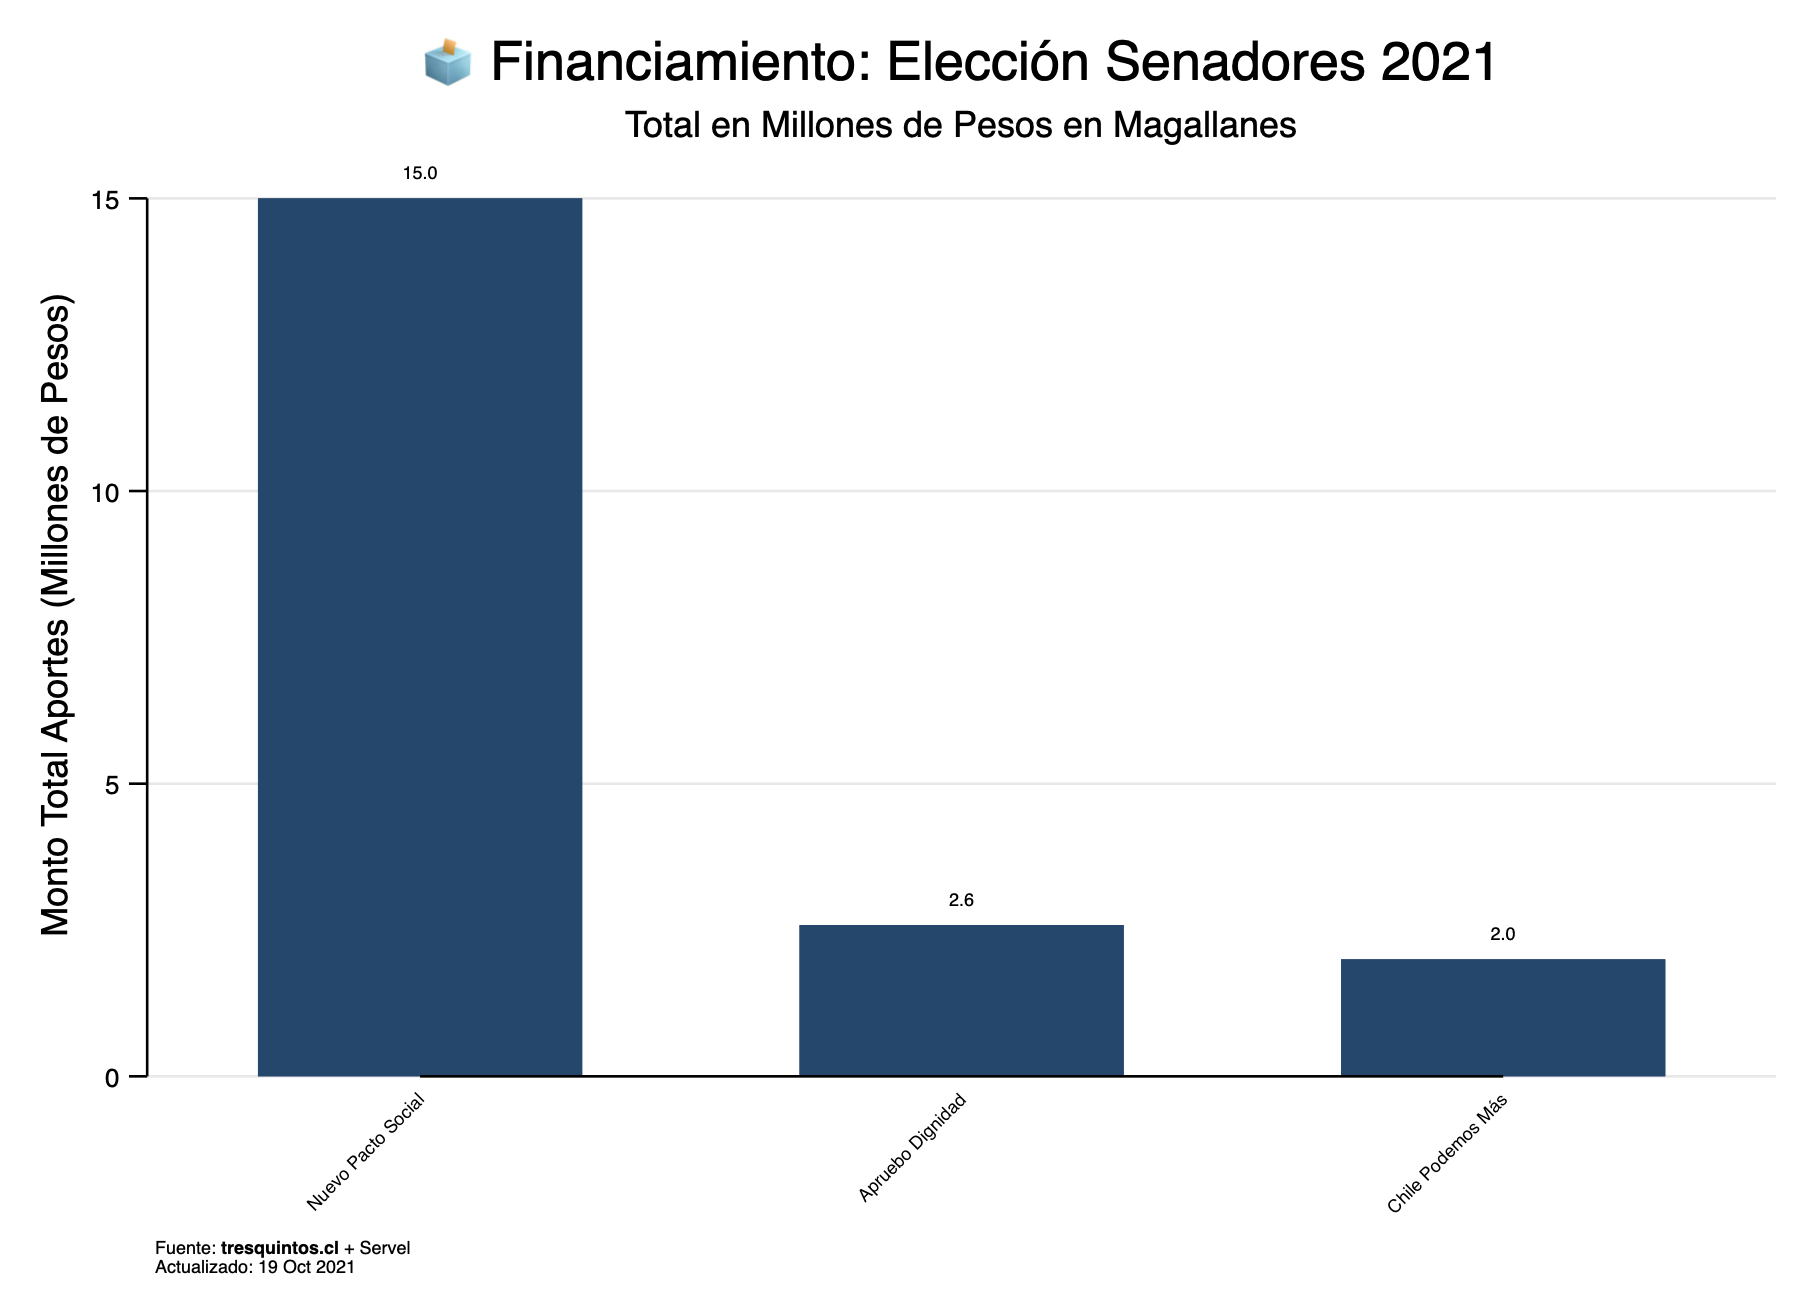 Financiamiento: Elección Senadores 2021
Total en Millones de Pesos en Magallanes
Monto Total Aportes (Millones de Pesos)
15
10
5
0
15.0
2.6
2.0
Nuevo Pacto Social
Apruebo Dignidad
Chile Podemos Más
Fuente: tresquintos.cl + Servel
Actualizado: 19 Oct 2021